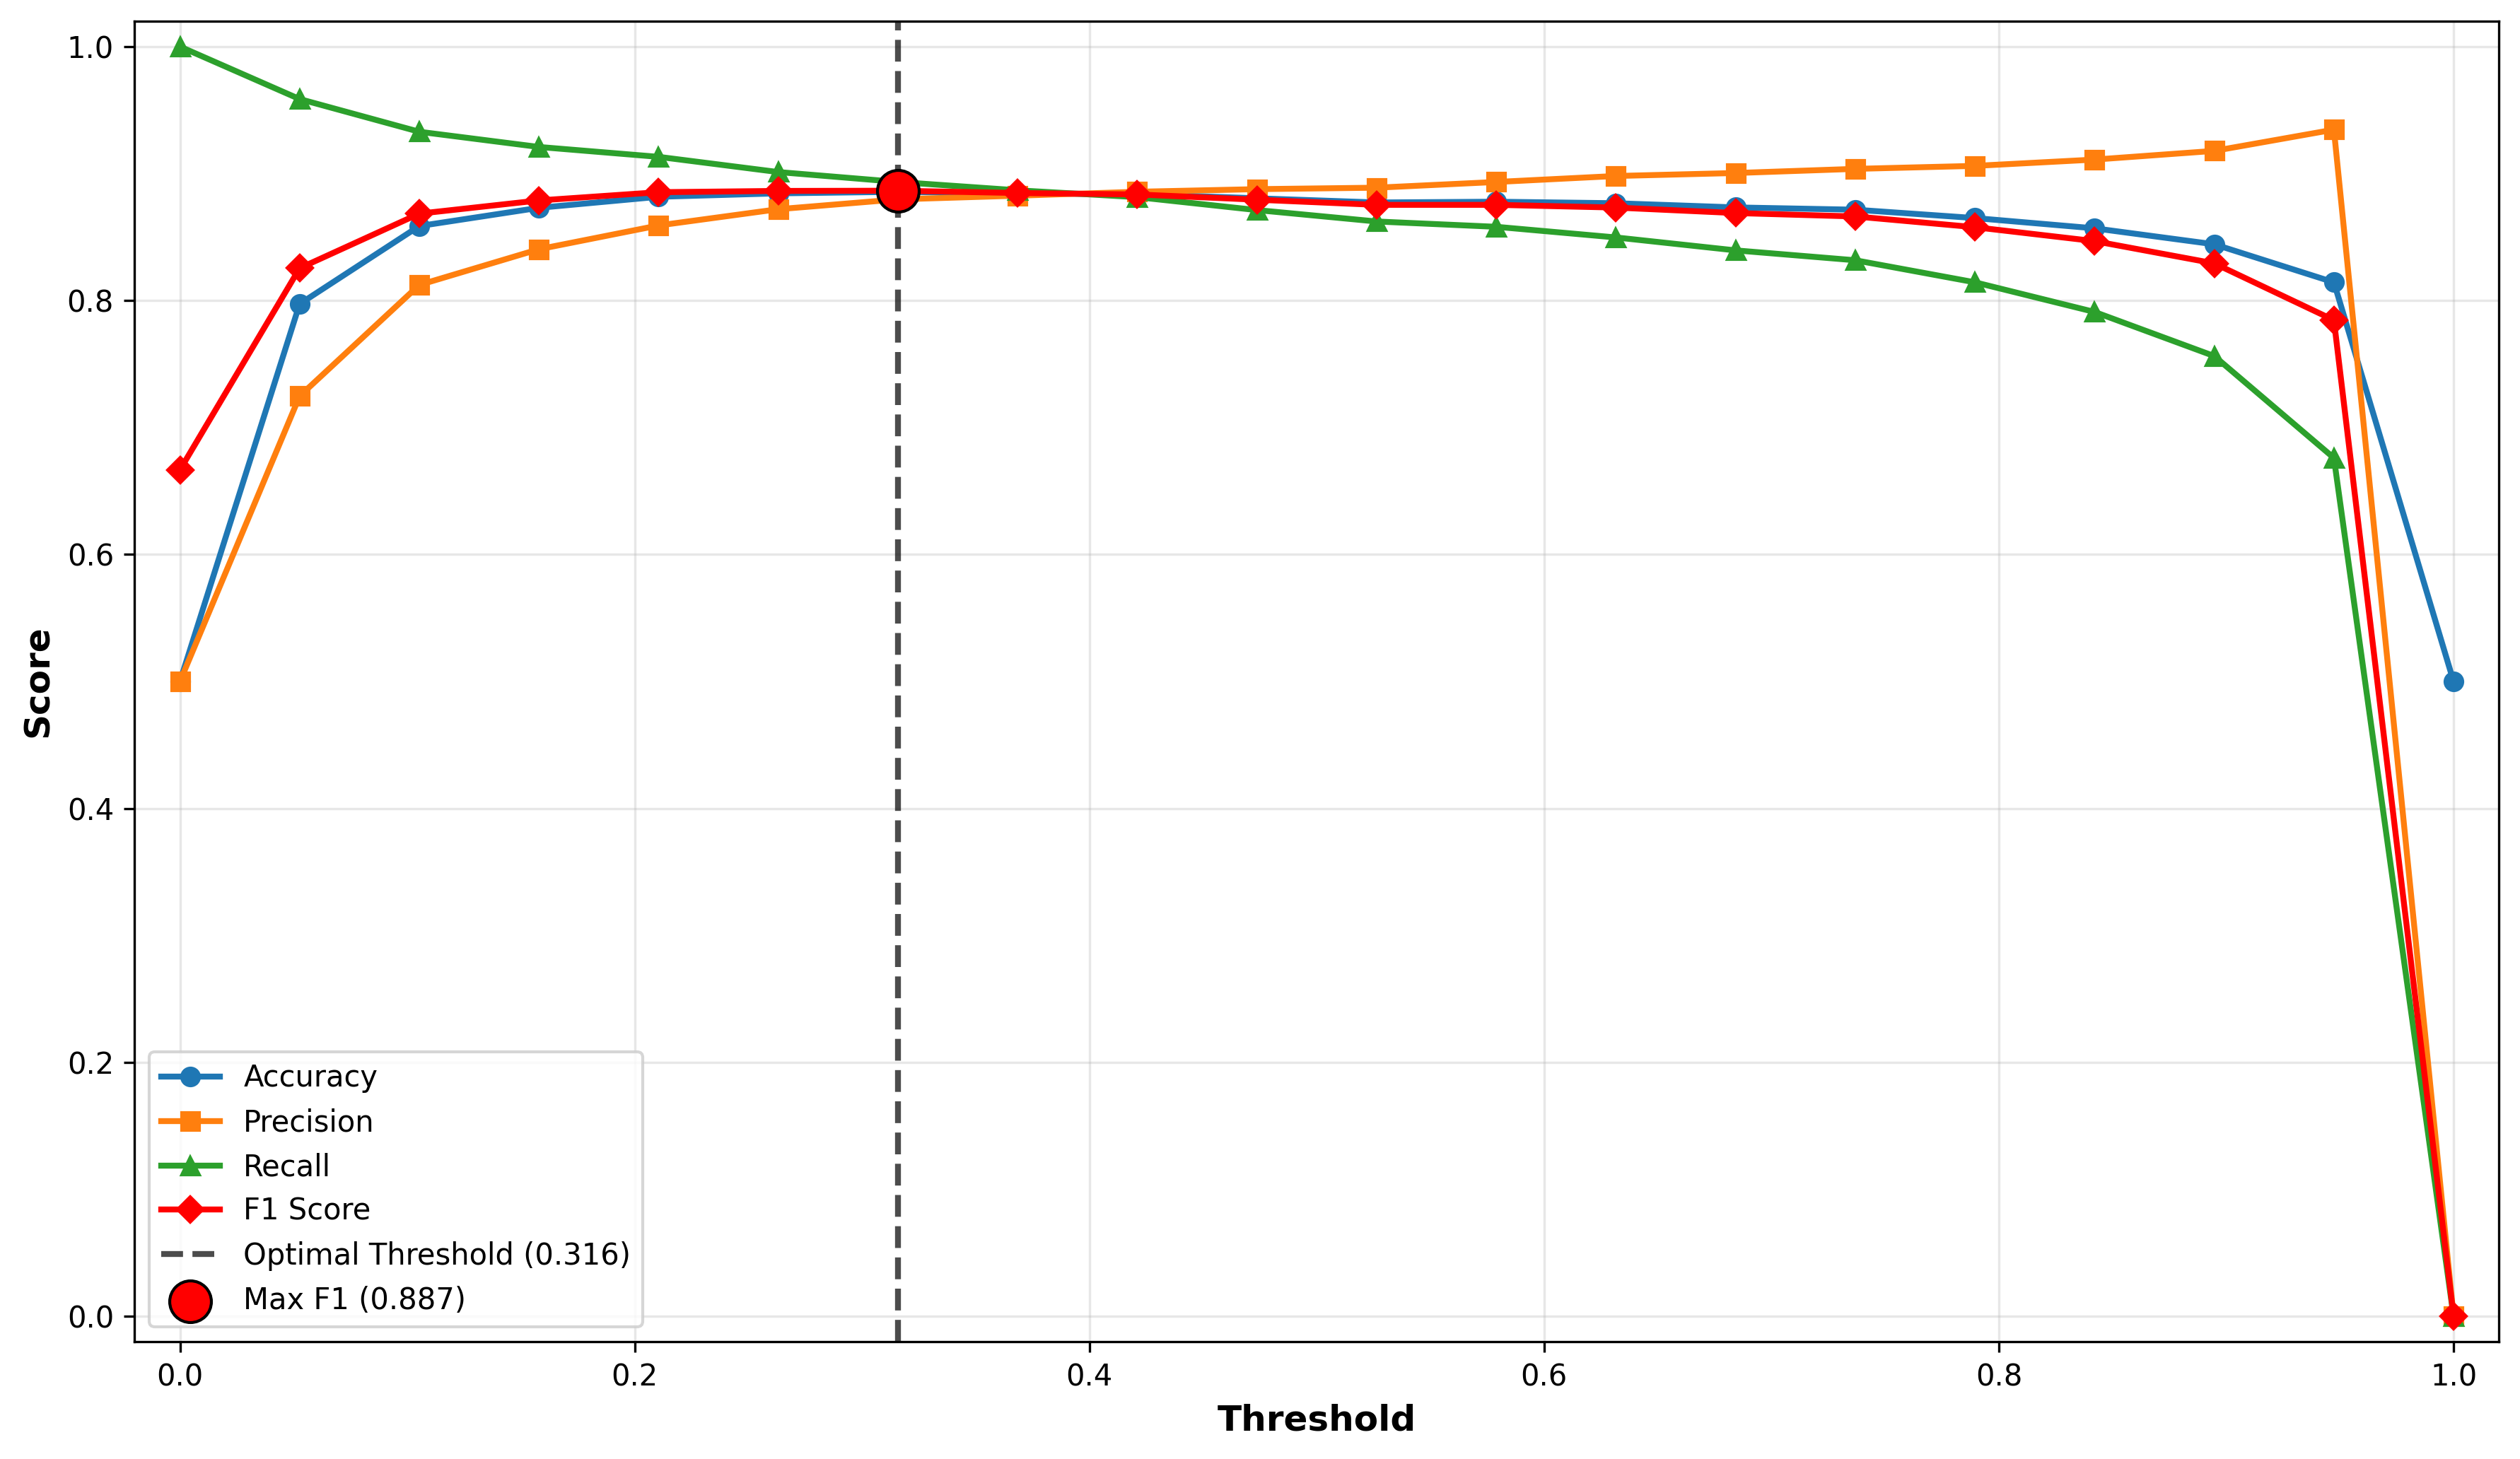 1.0
0.8
0.6
0.4
0.2
0.0
Score
Accuracy
Precision
Recall
F1 Score
Optimal Threshold (0.316)
Max F1 (0.887)
0.0 0.2 0.4 0.6 0.8 1.0
Threshold